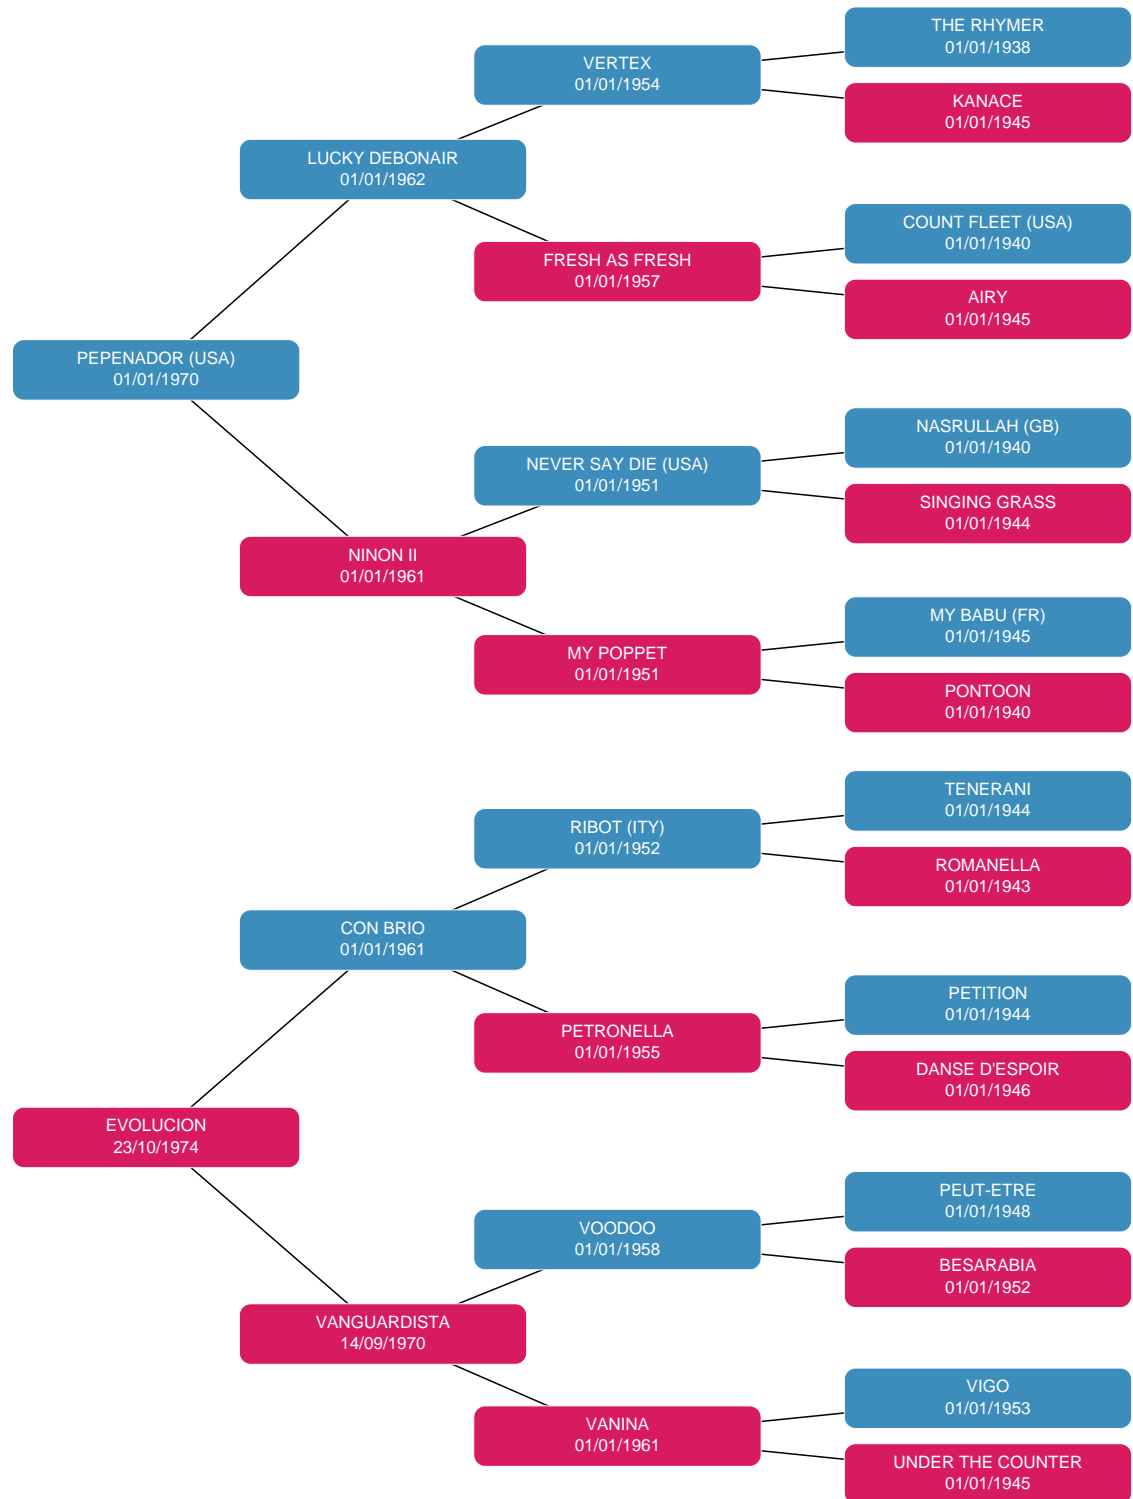 THE RHYMER
01/01/1938
VERTEX
01/01/1954
KANACE
01/01/1945
LUCKY DEBONAIR
01/01/1962
COUNT FLEET (USA)
01/01/1940
FRESH AS FRESH
01/01/1957
AIRY
01/01/1945
PEPENADOR (USA)
01/01/1970
NASRULLAH (GB)
01/01/1940
NEVER SAY DIE (USA)
01/01/1951
SINGING GRASS
01/01/1944
NINON II
01/01/1961
MY BABU (FR)
01/01/1945
MY POPPET
01/01/1951
PONTOON
01/01/1940
TENERANI
01/01/1944
RIBOT (ITY)
01/01/1952
ROMANELLA
01/01/1943
CON BRIO
01/01/1961
PETITION
01/01/1944
PETRONELLA
01/01/1955
DANSE D'ESPOIR
01/01/1946
EVOLUCION
23/10/1974
PEUT-ETRE
01/01/1948
VOODOO
01/01/1958
BESARABIA
01/01/1952
VANGUARDISTA
14/09/1970
VIGO
01/01/1953
VANINA
01/01/1961
UNDER THE COUNTER
01/01/1945